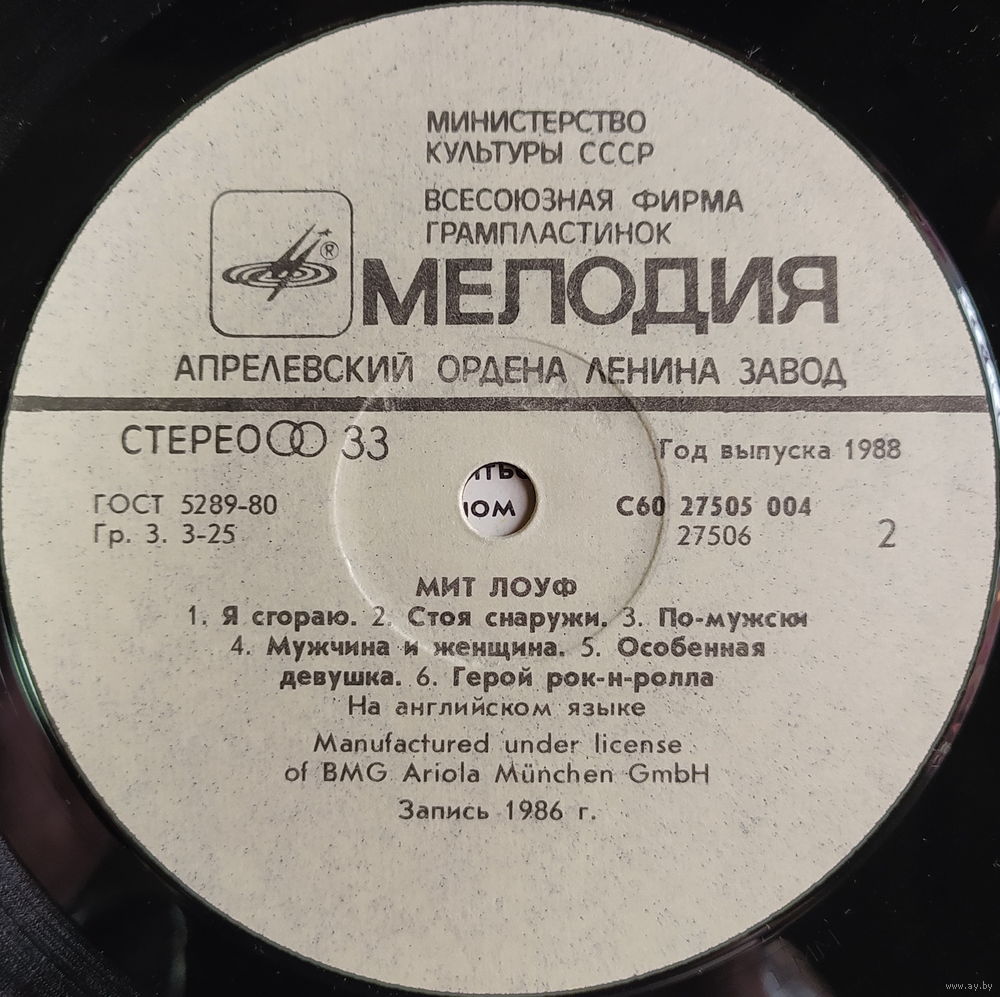 МИНИСТЕРСТВО
КУЛЬТУРЫ СССР
ВСЕСОЮЗНАЯ ФИРМА
ГРАМПЛАСТИНОК
®
МЕЛОДИЯ
АПРЕЛЕВСКИЙ ОРДЕНА ЛЕНИНА ЗАВОД
СТЕРЕО 33
Год выпуска 1988
ГОСТ 5289-80
Гр. 3. 3-25
С60 27505 004
27506
2
МИТ ЛОУФ
1. Я сгораю. 2. Стоя снаружи. 3. По-мужски
4. Мужчина и женщина. 5. Особенная
девушка. 6. Герой рок-н-ролла
На английском языке
Manufactured under license
of BMG Ariola München GmbH
Запись 1986 г.
www.ay.by